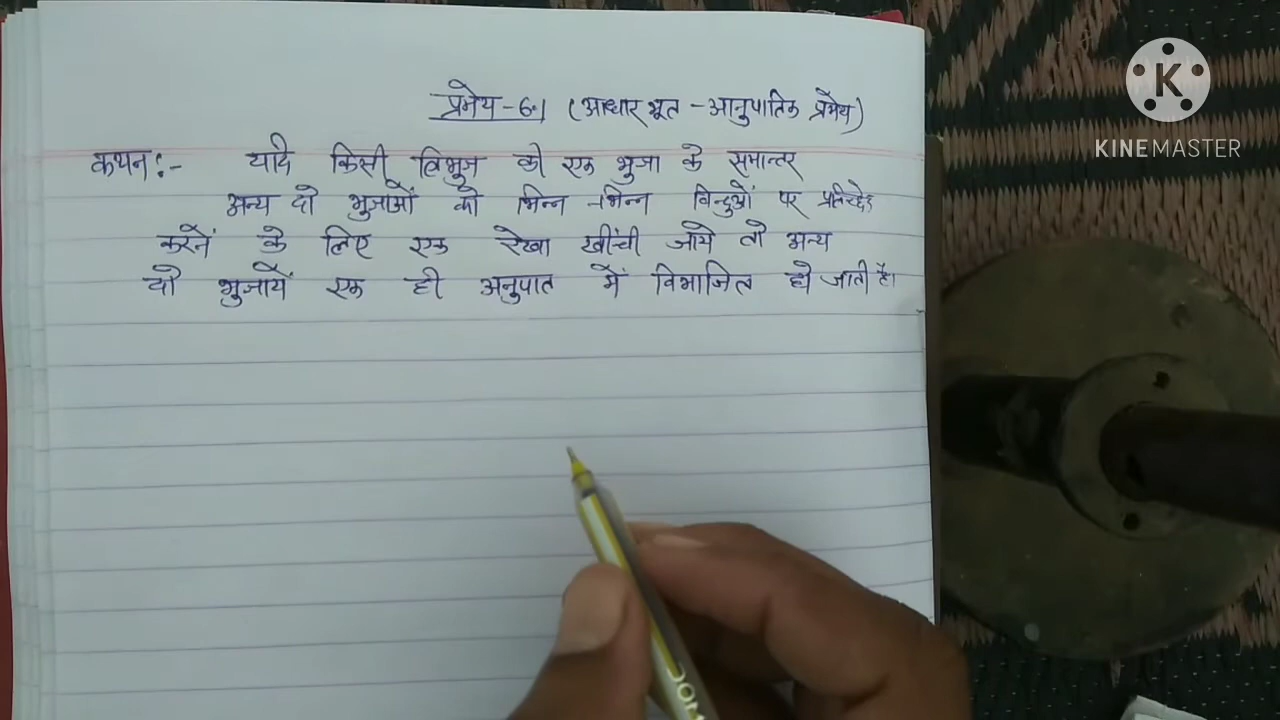 प्रमेय-6.1 (आधारभूत-आनुपातिक प्रमेय)
कथन:- यदि किसी त्रिभुज की एक भुजा के समान्तर
अन्य दो भुजाओं को भिन्न-भिन्न बिन्दुओं पर प्रतिच्छेद
करनें के लिए एक रेखा खींची जाये तो अन्य
दो भुजायें एक ही अनुपात में विभाजित हो जाती है।
K
KINEMASTER